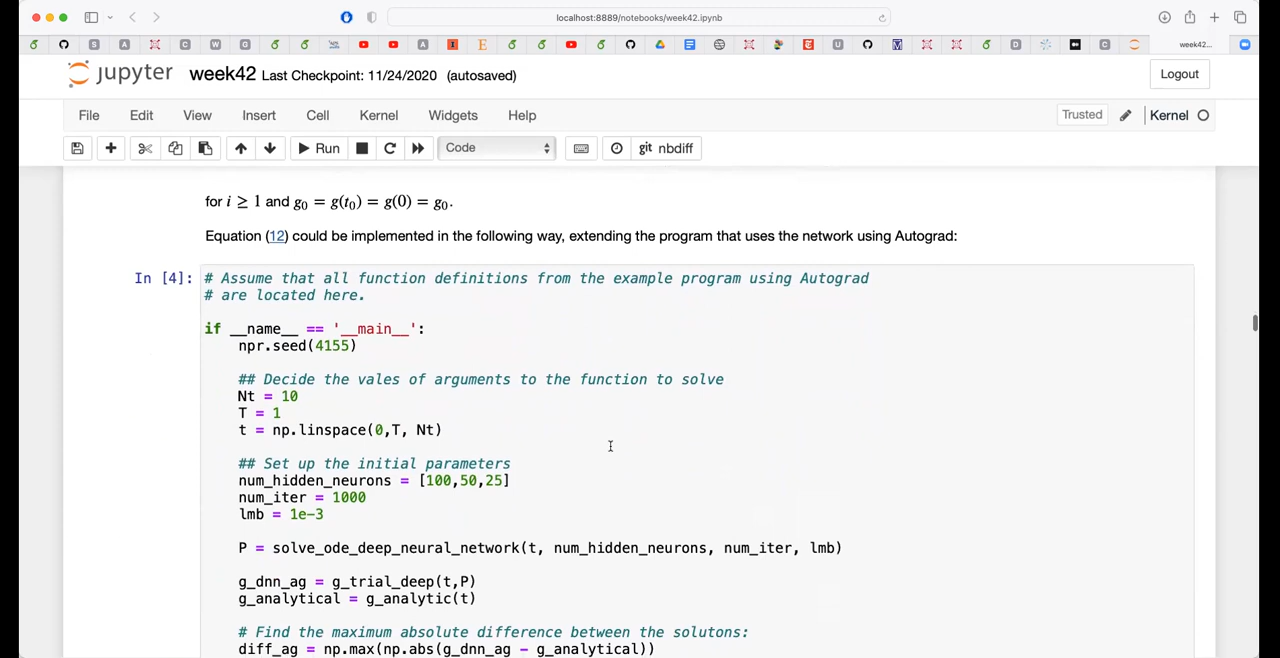 localhost:8889/notebooks/week42.ipynb
week42...
jupyter week42 Last Checkpoint: 11/24/2020 (autosaved)
Logout
File Edit View Insert Cell Kernel Widgets Help
Trusted Kernel
Run Code git nbdiff
for i ≥ 1 and g₀ = g(t₀) = g(0) = g₀.
Equation (12) could be implemented in the following way, extending the program that uses the network using Autograd:
In [4]: # Assume that all function definitions from the example program using Autograd
# are located here.
if __name__ == '__main__':
npr.seed(4155)
## Decide the vales of arguments to the function to solve
Nt = 10
T = 1
t = np.linspace(0,T, Nt)
## Set up the initial parameters
num_hidden_neurons = [100,50,25]
num_iter = 1000
lmb = 1e-3
P = solve_ode_deep_neural_network(t, num_hidden_neurons, num_iter, lmb)
g_dnn_ag = g_trial_deep(t,P)
g_analytical = g_analytic(t)
# Find the maximum absolute difference between the solutons:
diff_ag = np.max(np.abs(g_dnn_ag - g_analytical))